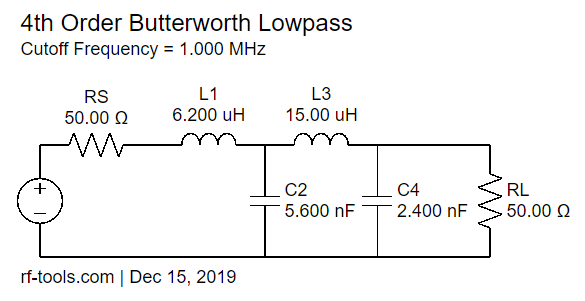 4th Order Butterworth Lowpass
Cutoff Frequency = 1.000 MHz
RS
50.00 Ω
L1
6.200 uH
L3
15.00 uH
+
C2
5.600 nF
C4
2.400 nF
RL
50.00 Ω
rf-tools.com | Dec 15, 2019